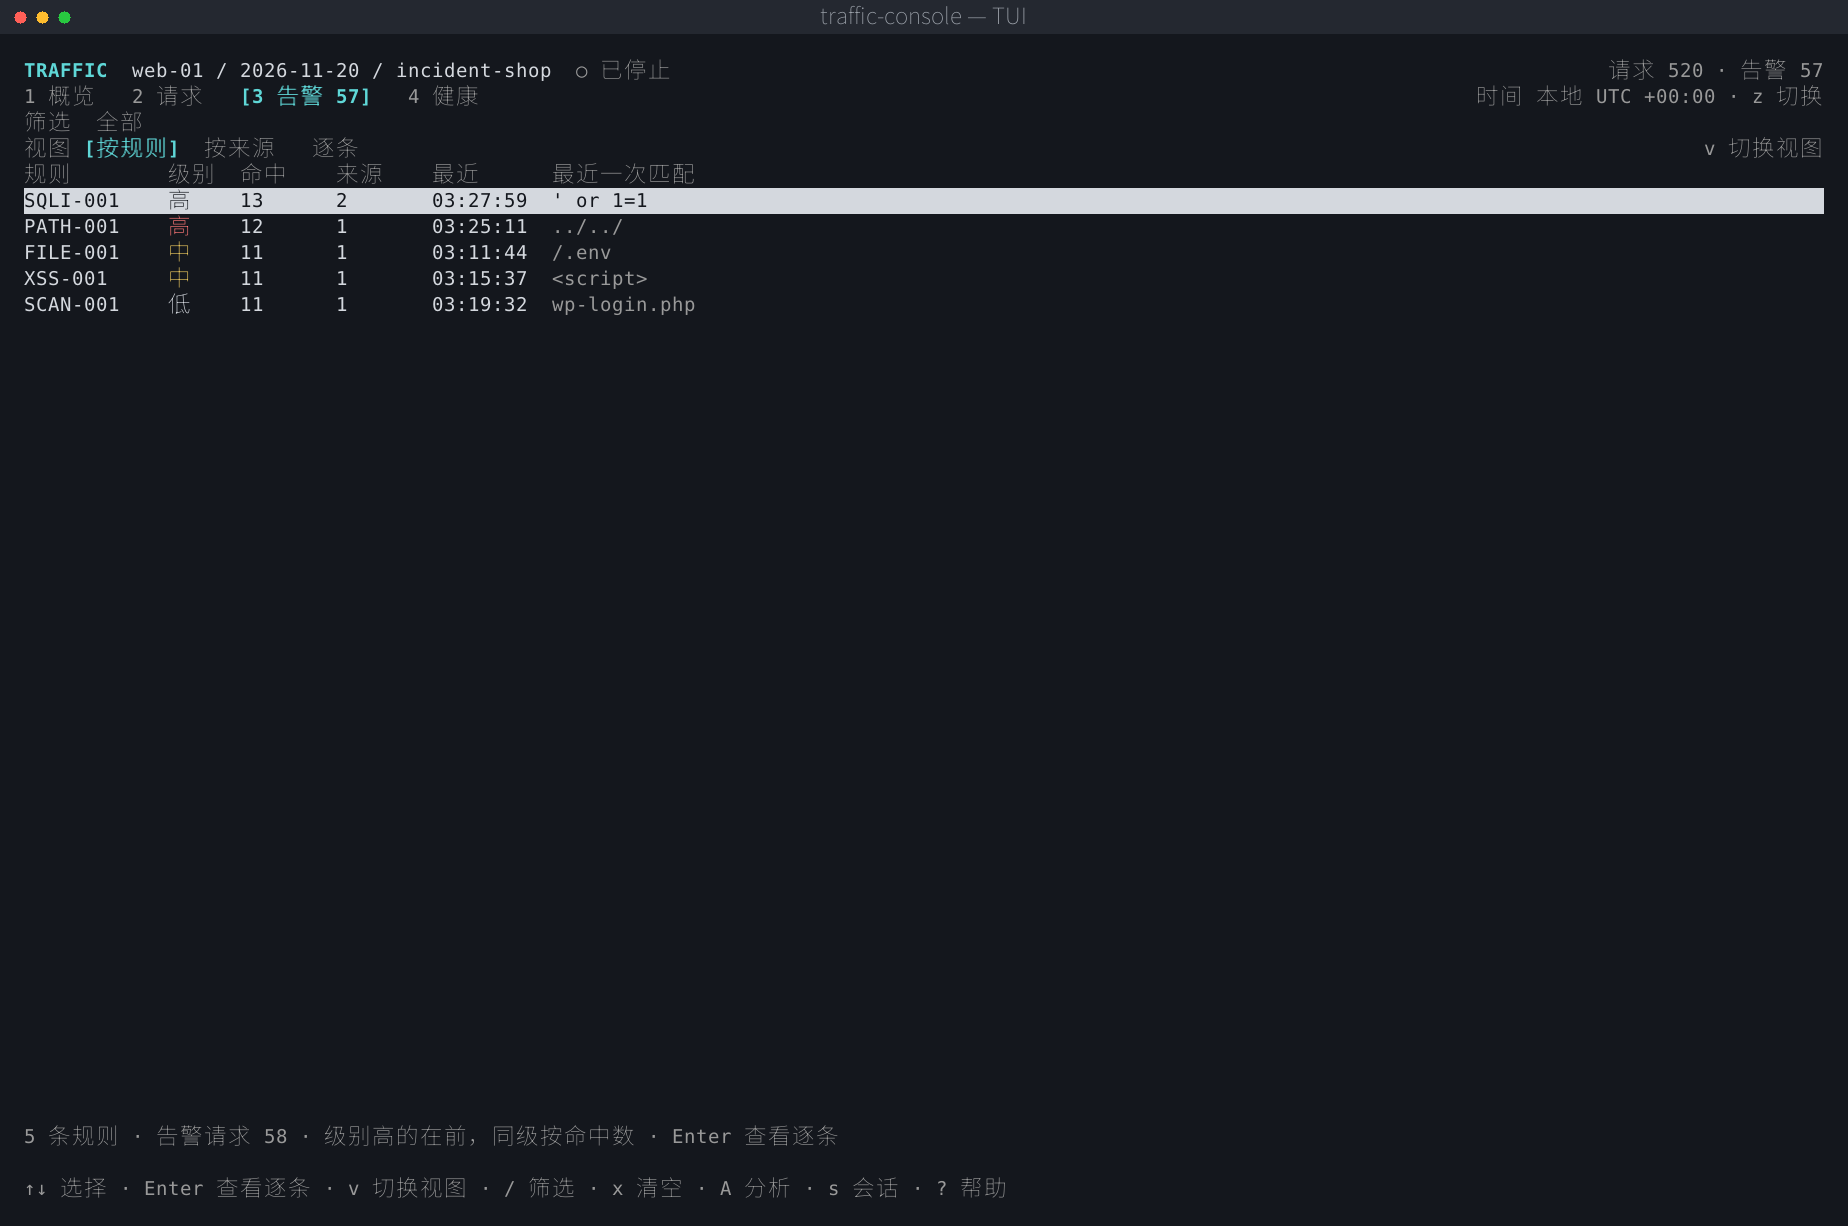 traffic-console — TUI
TRAFFIC web-01 / 2026-11-20 / incident-shop ○ 已停止 请求 520 · 告警 57
1 概览 2 请求 [3 告警 57] 4 健康 时间 本地 UTC +00:00 · z 切换
筛选 全部
视图 [按规则] 按来源 逐条 v 切换视图
规则 级别 命中 来源 最近 最近一次匹配
SQLI-001 高 13 2 03:27:59 ' or 1=1
PATH-001 高 12 1 03:25:11 ../../
FILE-001 中 11 1 03:11:44 /.env
XSS-001 中 11 1 03:15:37 <script>
SCAN-001 低 11 1 03:19:32 wp-login.php
5 条规则 · 告警请求 58 · 级别高的在前，同级按命中数 · Enter 查看逐条
↑↓ 选择 · Enter 查看逐条 · v 切换视图 · / 筛选 · x 清空 · A 分析 · s 会话 · ? 帮助